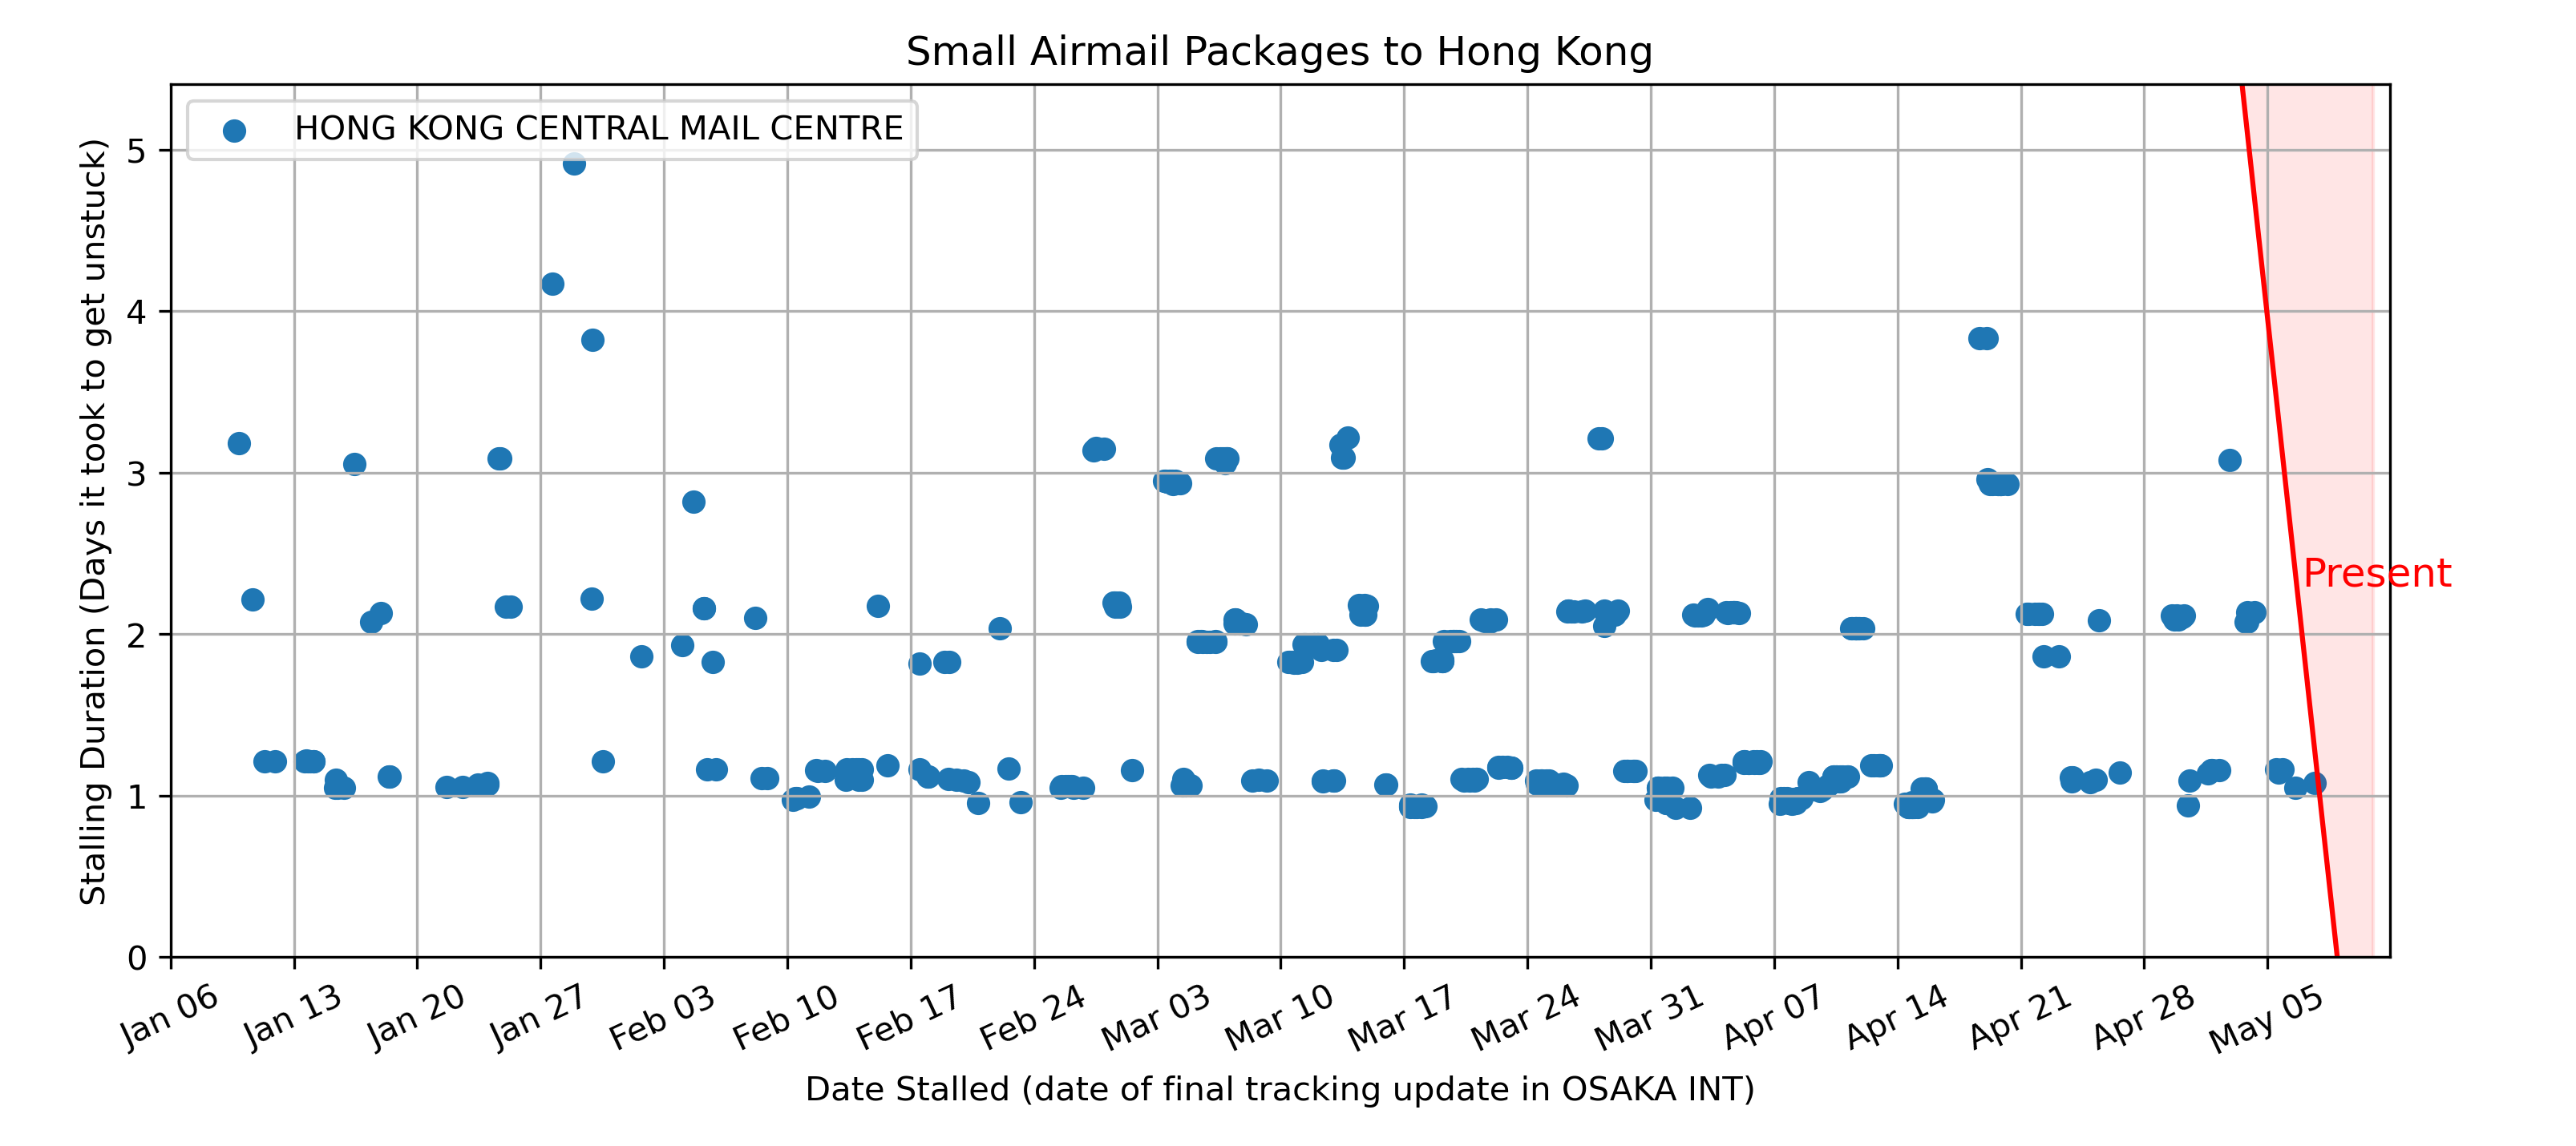 Small Airmail Packages to Hong Kong
HONG KONG CENTRAL MAIL CENTRE
Stalling Duration (Days it took to get unstuck)
5
4
3
2
1
0
Present
Jan 06 Jan 13 Jan 20 Jan 27 Feb 03 Feb 10 Feb 17 Feb 24 Mar 03 Mar 10 Mar 17 Mar 24 Mar 31 Apr 07 Apr 14 Apr 21 Apr 28 May 05
Date Stalled (date of final tracking update in OSAKA INT)